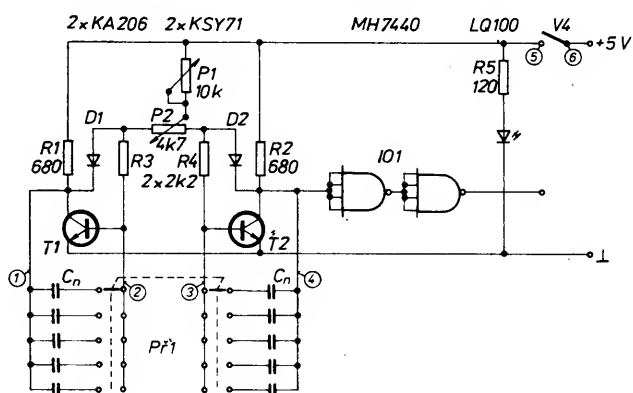 2xKA206 2xKSY71 MH7440 LQ100 V4
5 6 +5 V
P1
10k
R5
120
D1 P2 D2
4k7
R1
680
R3 R4
2x2k2
R2
680
IO1
T1 T2
1 Cn 2 3 Cn 4
⊥
Př1